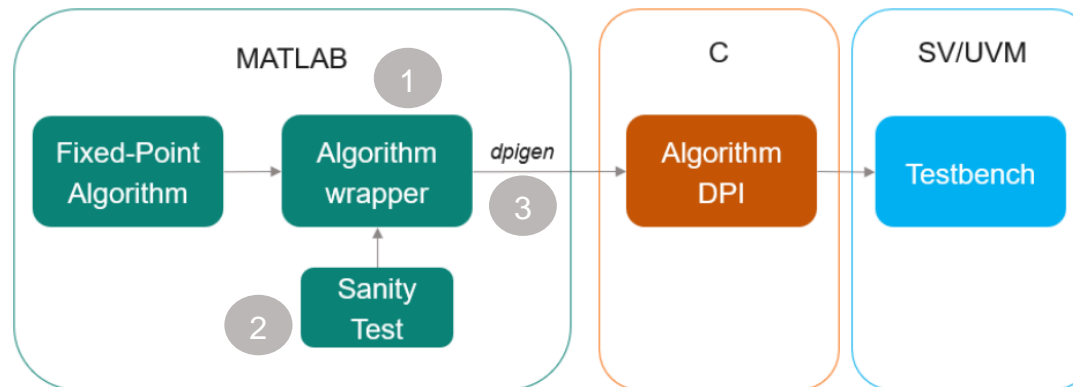 MATLAB
1
Fixed-Point
Algorithm
Algorithm
wrapper
dpigen
3
Sanity
Test
2
C
Algorithm
DPI
SV/UVM
Testbench